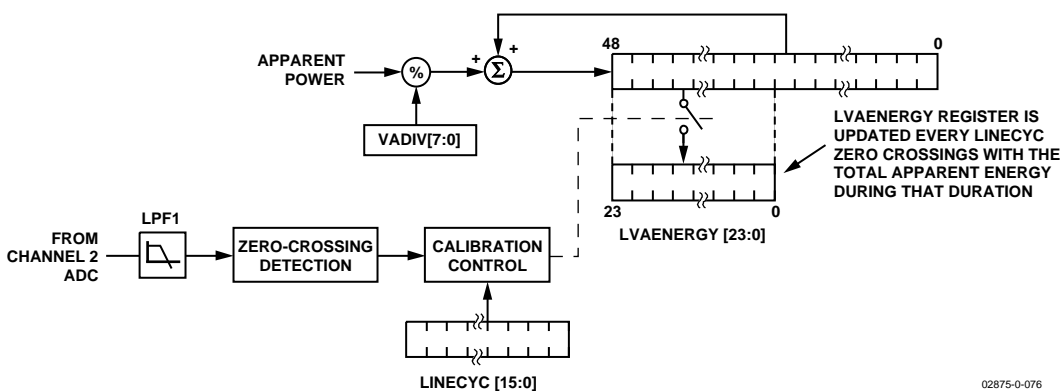 48
0
APPARENT
POWER
%
+
Σ
+
VADIV[7:0]
LVAENERGY REGISTER IS
UPDATED EVERY LINECYC
ZERO CROSSINGS WITH THE
TOTAL APPARENT ENERGY
DURING THAT DURATION
23
0
LVAENERGY [23:0]
LPF1
FROM
CHANNEL 2
ADC
ZERO-CROSSING
DETECTION
CALIBRATION
CONTROL
LINECYC [15:0]
02875-0-076